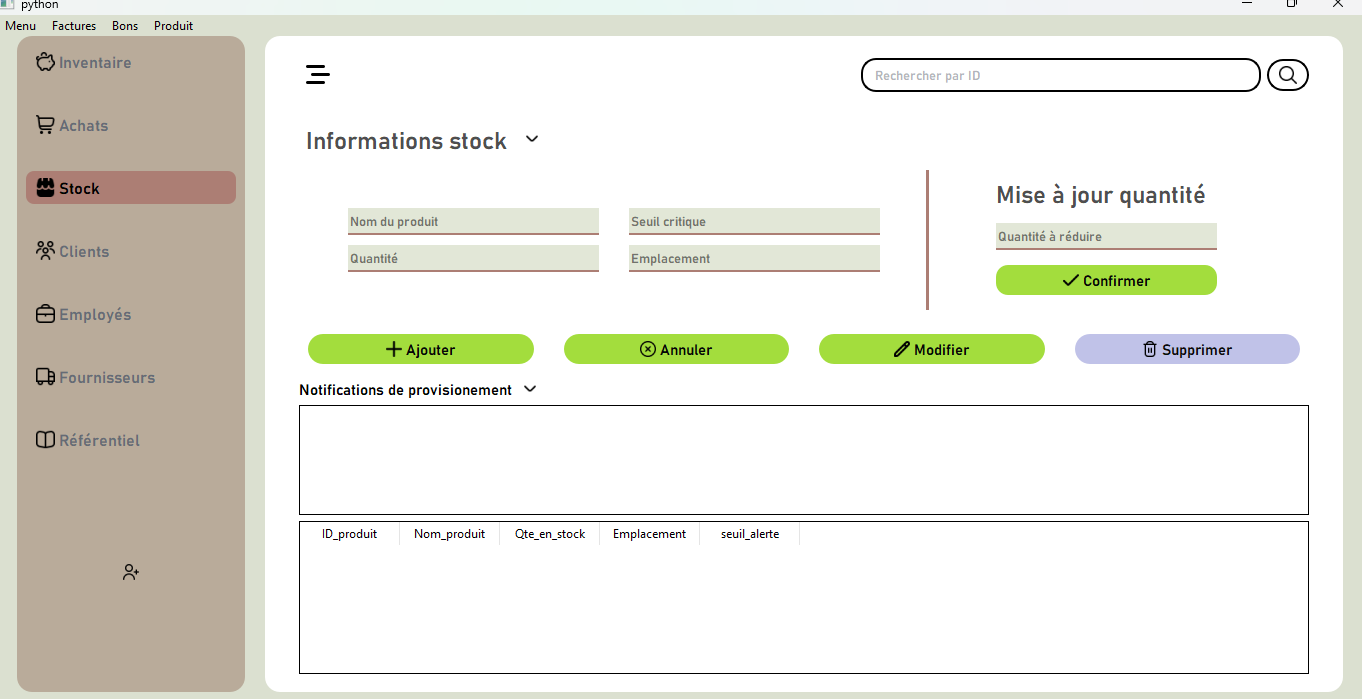 python
Menu Factures Bons Produit
Inventaire
Achats
Stock
Clients
Employés
Fournisseurs
Référentiel
Rechercher par ID
Informations stock
Nom du produit
Seuil critique
Quantité
Emplacement
Mise à jour quantité
Quantité à réduire
Confirmer
Ajouter
Annuler
Modifier
Supprimer
Notifications de provisionement
ID_produit Nom_produit Qte_en_stock Emplacement seuil_alerte